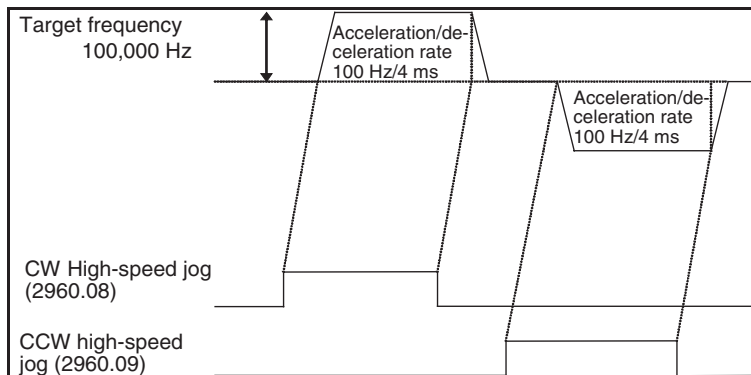 Target frequency
100,000 Hz
Acceleration/de-
celeration rate
100 Hz/4 ms
Acceleration/de-
celeration rate
100 Hz/4 ms
CW High-speed jog
(2960.08)
CCW high-speed
jog (2960.09)